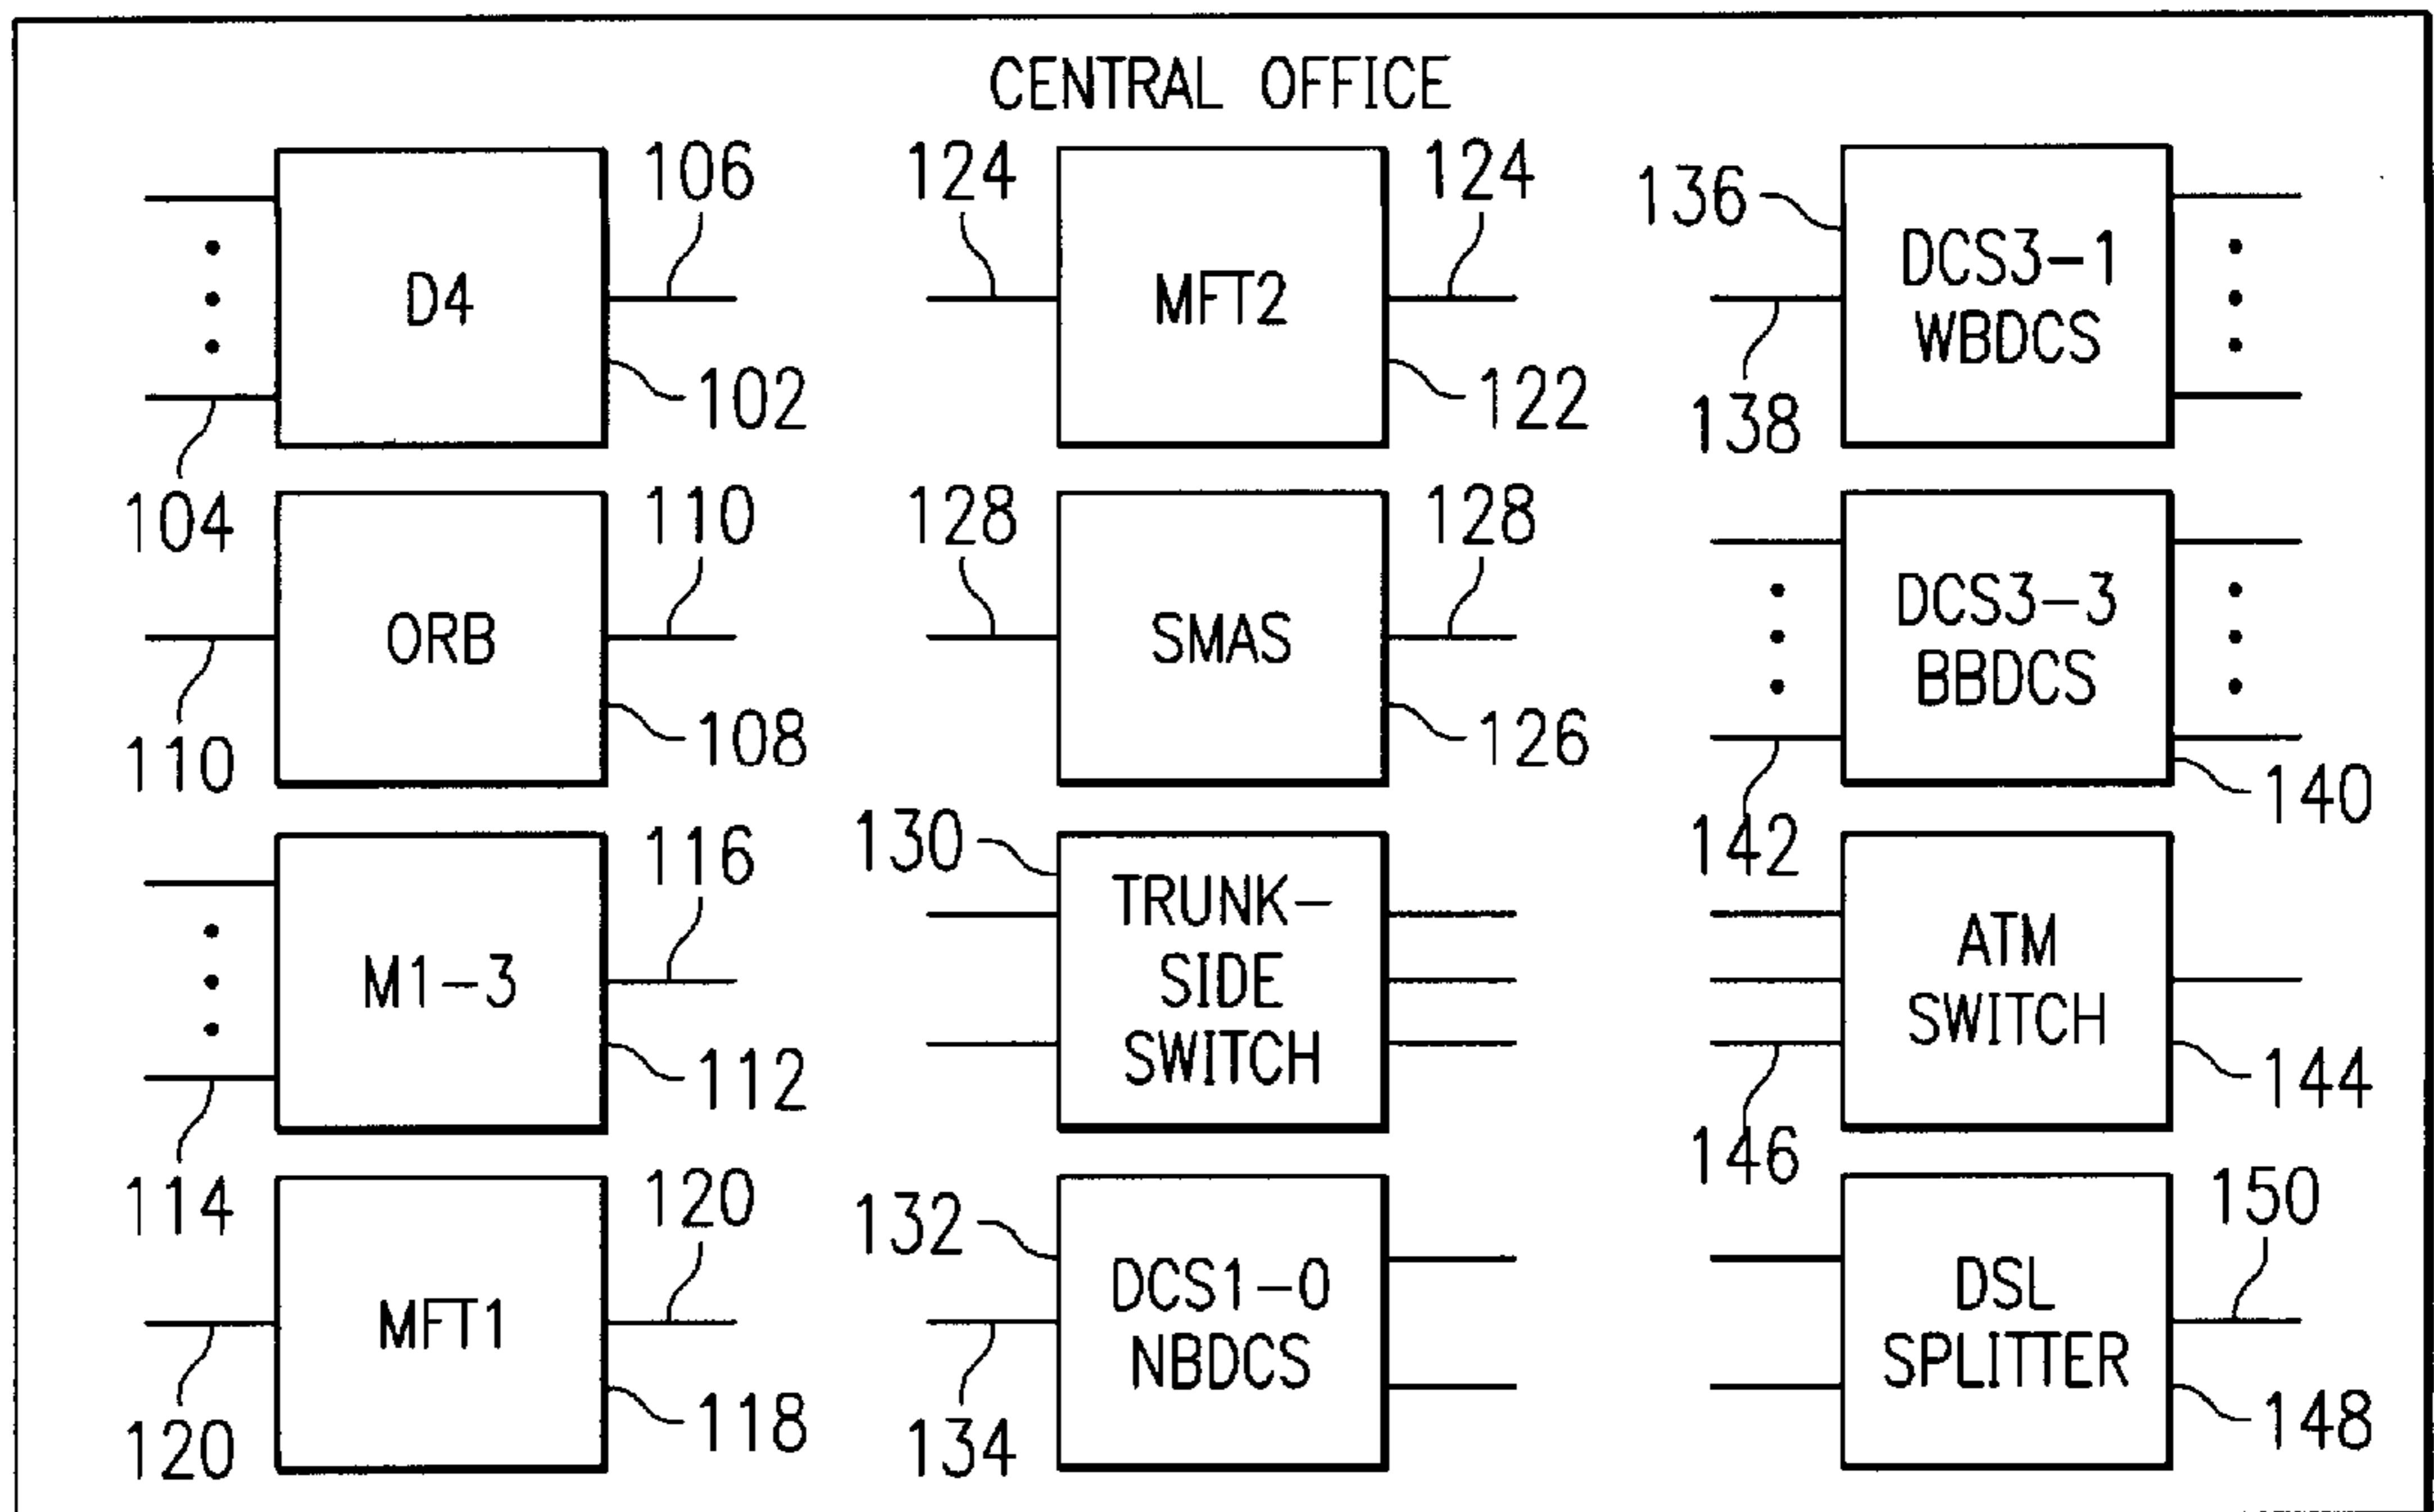 CENTRAL OFFICE
106
124
124
136
D4
MFT2
DCS3-1
WBDCS
102
122
138
104
110
128
128
ORB
SMAS
DCS3-3
BBDCS
110
108
126
140
116
130
142
M1-3
TRUNK-
SIDE
SWITCH
ATM
SWITCH
112
144
114
120
132
146
150
MFT1
DCS1-0
NBDCS
DSL
SPLITTER
120
118
134
148